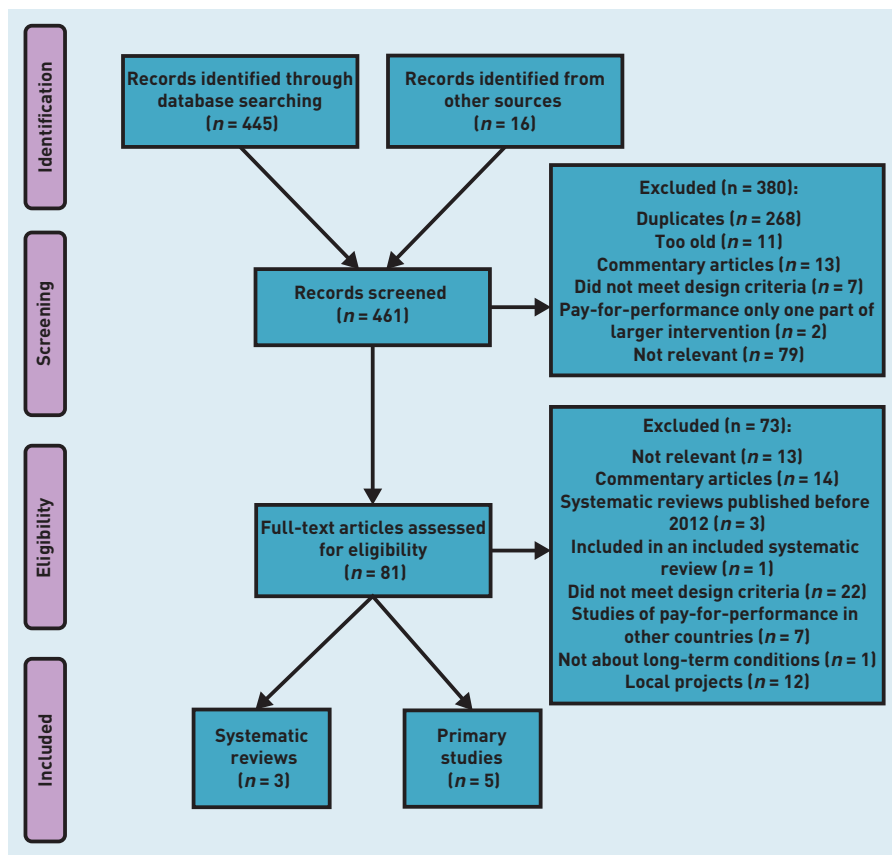 Identification
Records identified through
database searching
(n = 445)
Records identified from
other sources
(n = 16)
Screening
Records screened
(n = 461)
Excluded (n = 380):
Duplicates (n = 268)
Too old (n = 11)
Commentary articles (n = 13)
Did not meet design criteria (n = 7)
Pay-for-performance only one part of
larger intervention (n = 2)
Not relevant (n = 79)
Eligibility
Full-text articles assessed
for eligibility
(n = 81)
Excluded (n = 73):
Not relevant (n = 13)
Commentary articles (n = 14)
Systematic reviews published before
2012 (n = 3)
Included in an included systematic
review (n = 1)
Did not meet design criteria (n = 22)
Studies of pay-for-performance in
other countries (n = 7)
Not about long-term conditions (n = 1)
Local projects (n = 12)
Included
Systematic
reviews
(n = 3)
Primary
studies
(n = 5)